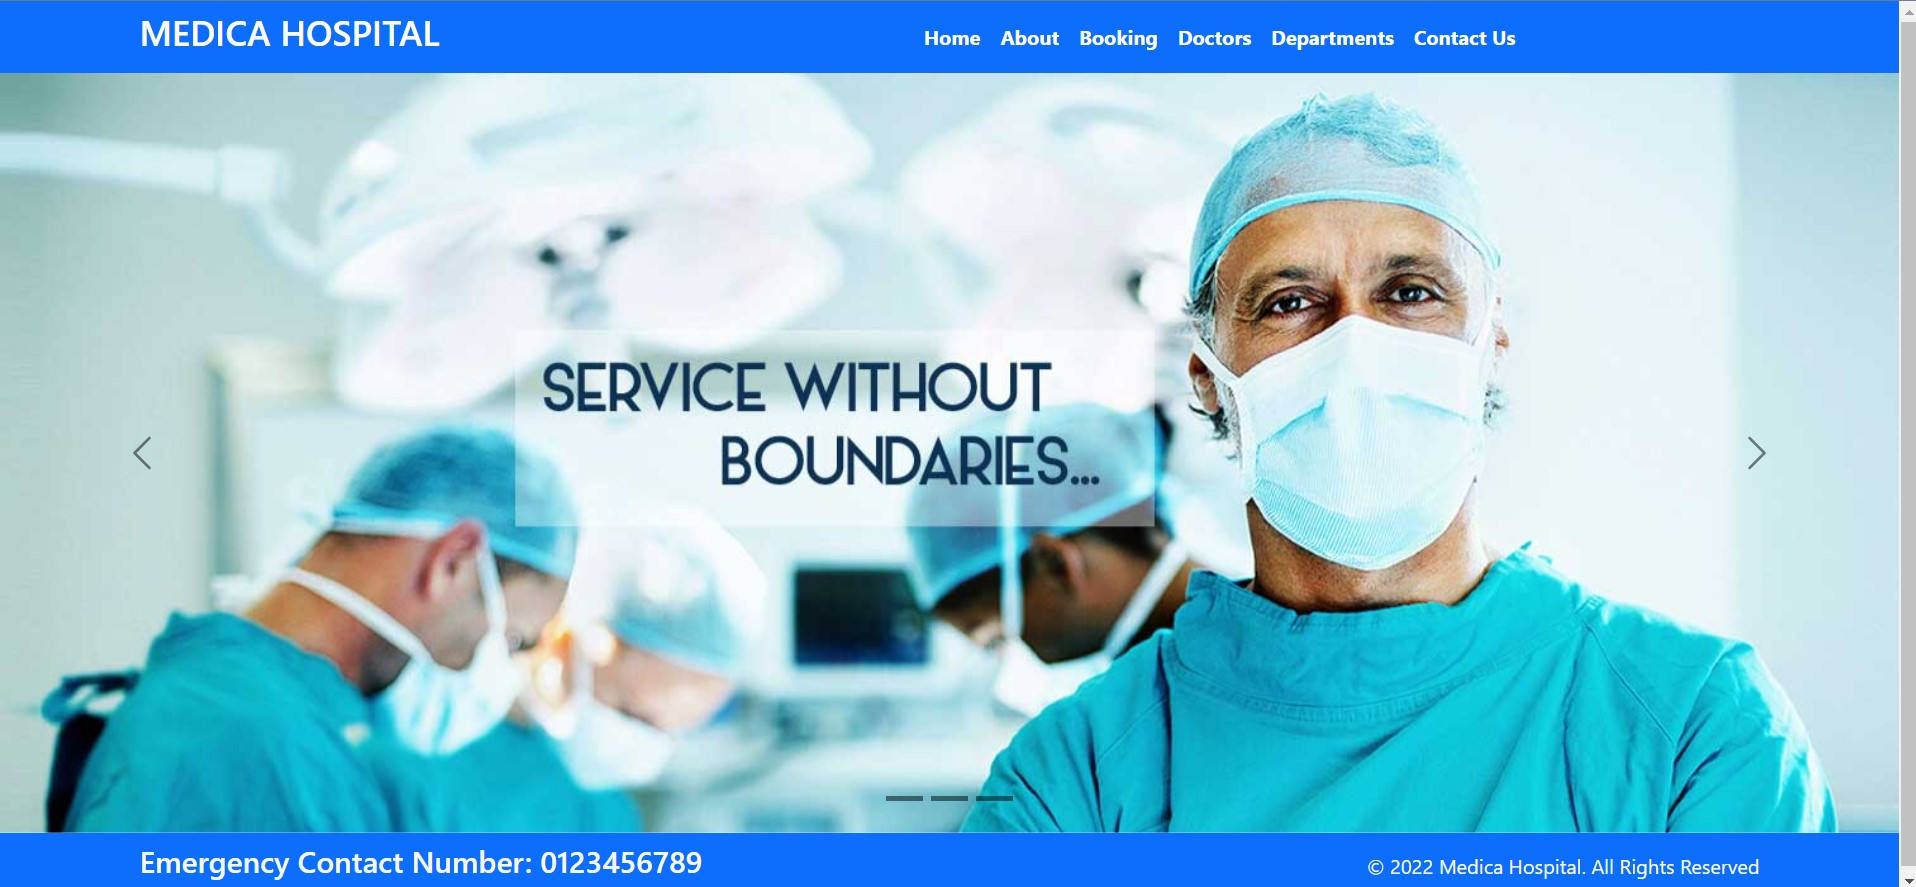 MEDICA HOSPITAL
Home About Booking Doctors Departments Contact Us
SERVICE WITHOUT
BOUNDARIES...
Emergency Contact Number: 0123456789
© 2022 Medica Hospital. All Rights Reserved